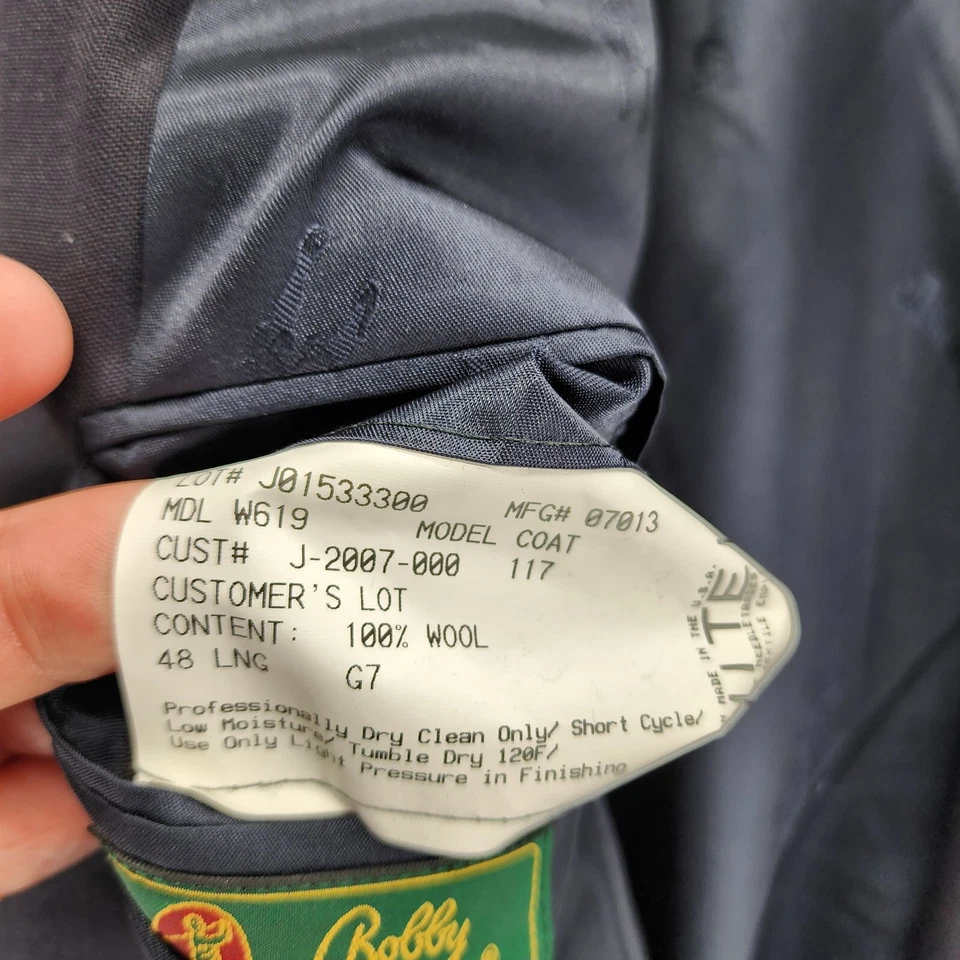 LOT# J01533300 MFG# 07013
MDL W619 MODEL COAT
CUST# J-2007-000 117
CUSTOMER'S LOT
CONTENT: 100% WOOL
48 LNG G7
Professionally Dry Clean Only/ Short Cycle/
Low Moisture/ Tumble Dry 120F/
Use Only Light Pressure in Finishing
MADE IN THE U.S.A.
NEEDLETRADES
Bobby